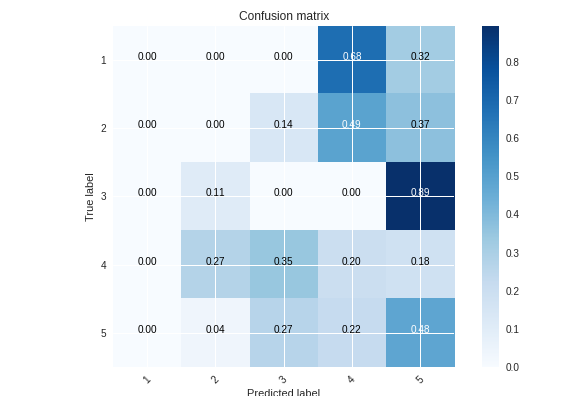 Confusion matrix
1 0.00 0.00 0.00 0.68 0.32
2 0.00 0.00 0.14 0.49 0.37
3 0.00 0.11 0.00 0.00 0.89
4 0.00 0.27 0.35 0.20 0.18
5 0.00 0.04 0.27 0.22 0.48
True label
1 2 3 4 5
Predicted label
0.8
0.7
0.6
0.5
0.4
0.3
0.2
0.1
0.0